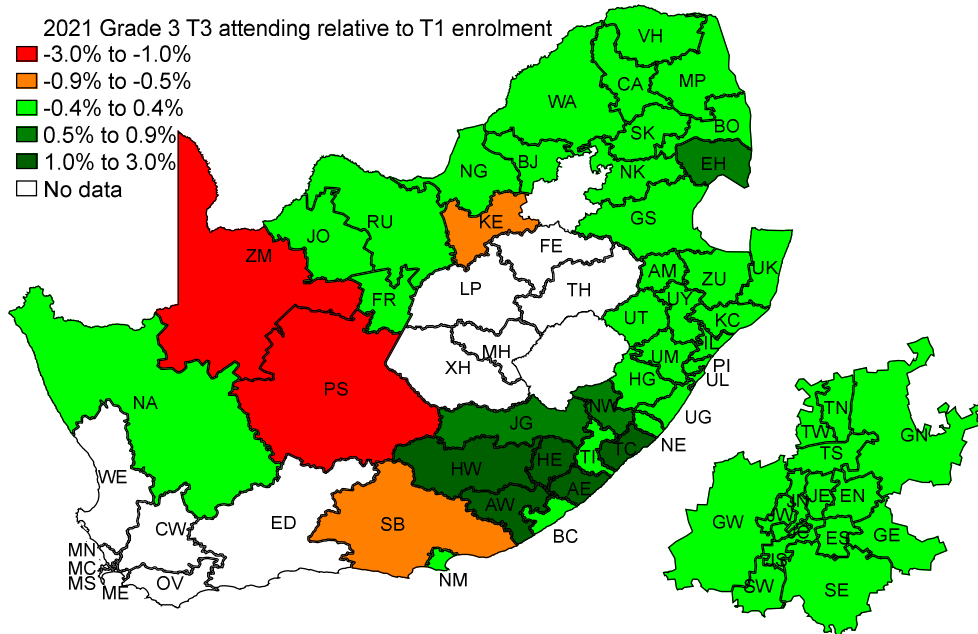 2021 Grade 3 T3 attending relative to T1 enrolment
-3.0% to -1.0%
-0.9% to -0.5%
-0.4% to 0.4%
0.5% to 0.9%
1.0% to 3.0%
No data
VH
CA
MP
WA
SK
BO
BJ
NG
NK
EH
KE
GS
RU
JO
ZM
FE
AM
ZU
UK
FR
LP
TH
UY
UT
KC
IL
MH
UM
PI
XH
HG
UL
PS
NA
NW
UG
JG
NE
TI
TC
HE
HW
AE
WE
AW
ED
SB
BC
CW
MN
MC
MS
ME
OV
NM
TN
GN
TW
TS
JE
EN
GW
ES
GE
SW
SE